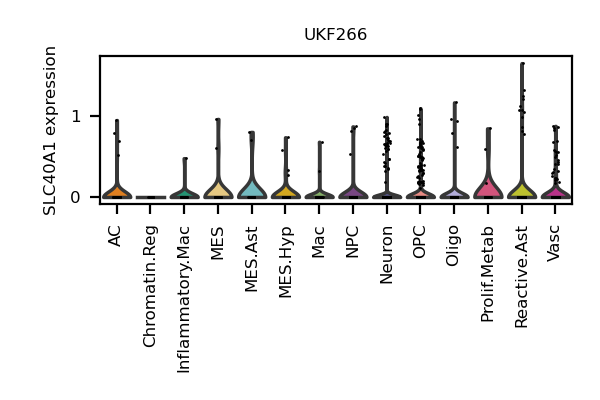 UKF266
SLC40A1 expression
1
0
AC
Chromatin.Reg
Inflammatory.Mac
MES
MES.Ast
MES.Hyp
Mac
NPC
Neuron
OPC
Oligo
Prolif.Metab
Reactive.Ast
Vasc